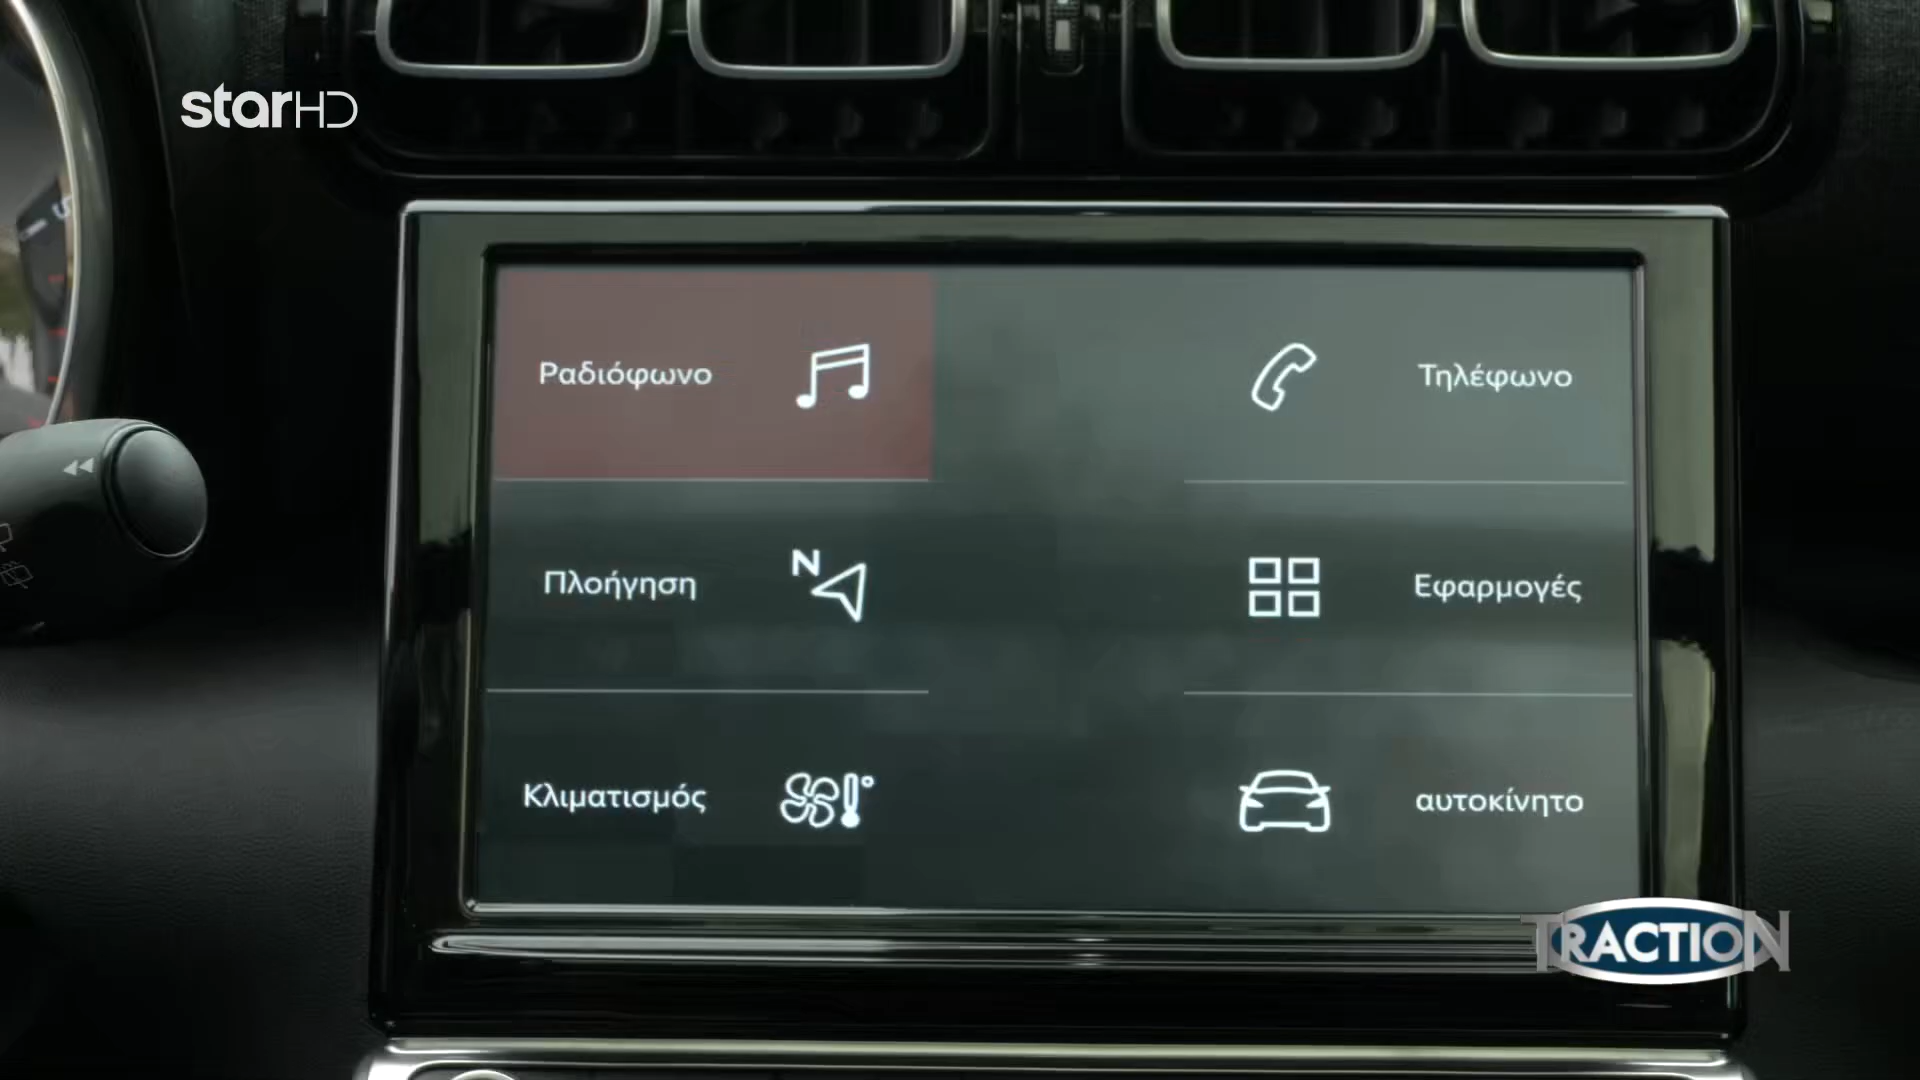 starHD
Ραδιόφωνο
Τηλέφωνο
N
Πλοήγηση
Εφαρμογές
Κλιματισμός
αυτοκίνητο
TRACTION